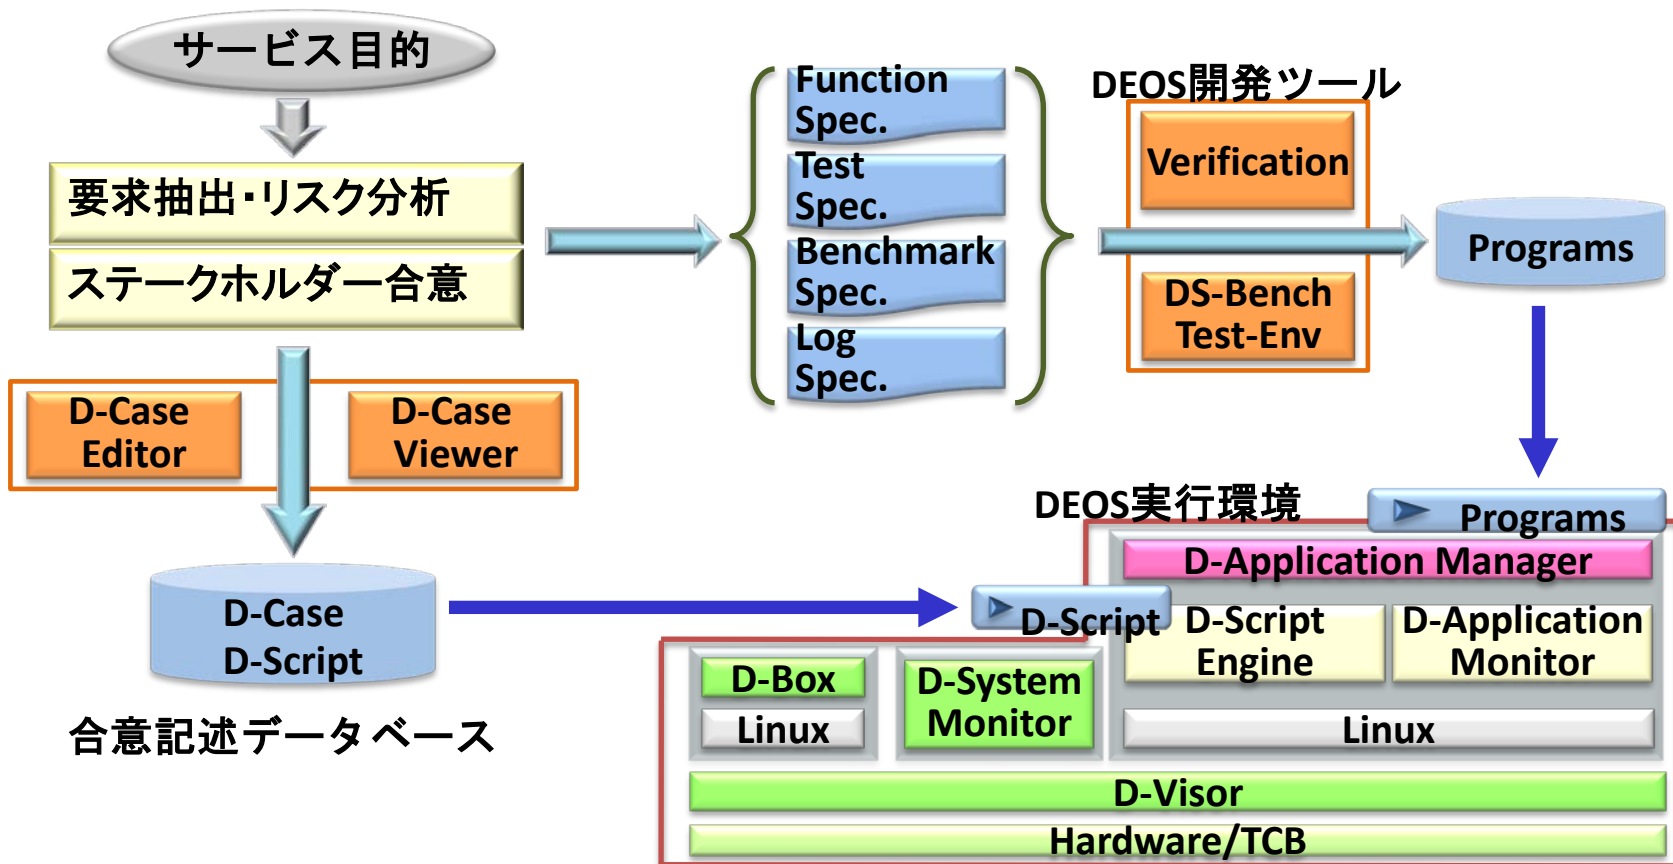 サービス目的
要求抽出・リスク分析
ステークホルダー合意
D-Case
Editor
D-Case
Viewer
D-Case
D-Script
合意記述データベース
Function
Spec.
Test
Spec.
Benchmark
Spec.
Log
Spec.
DEOS開発ツール
Verification
DS-Bench
Test-Env
Programs
DEOS実行環境
Programs
D-Application Manager
D-Script
D-Script
Engine
D-Application
Monitor
D-Box
Linux
D-System
Monitor
Linux
D-Visor
Hardware/TCB